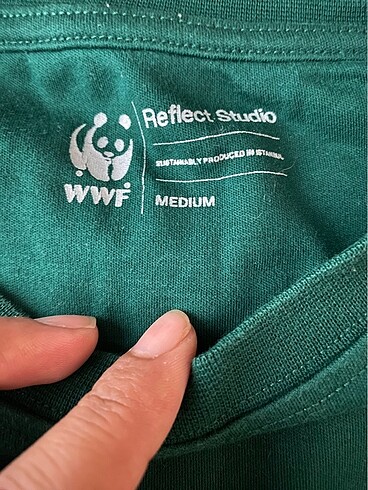 Reflect Studio
SUSTAINABLY PRODUCED IN ISTANBUL
WWF
MEDIUM